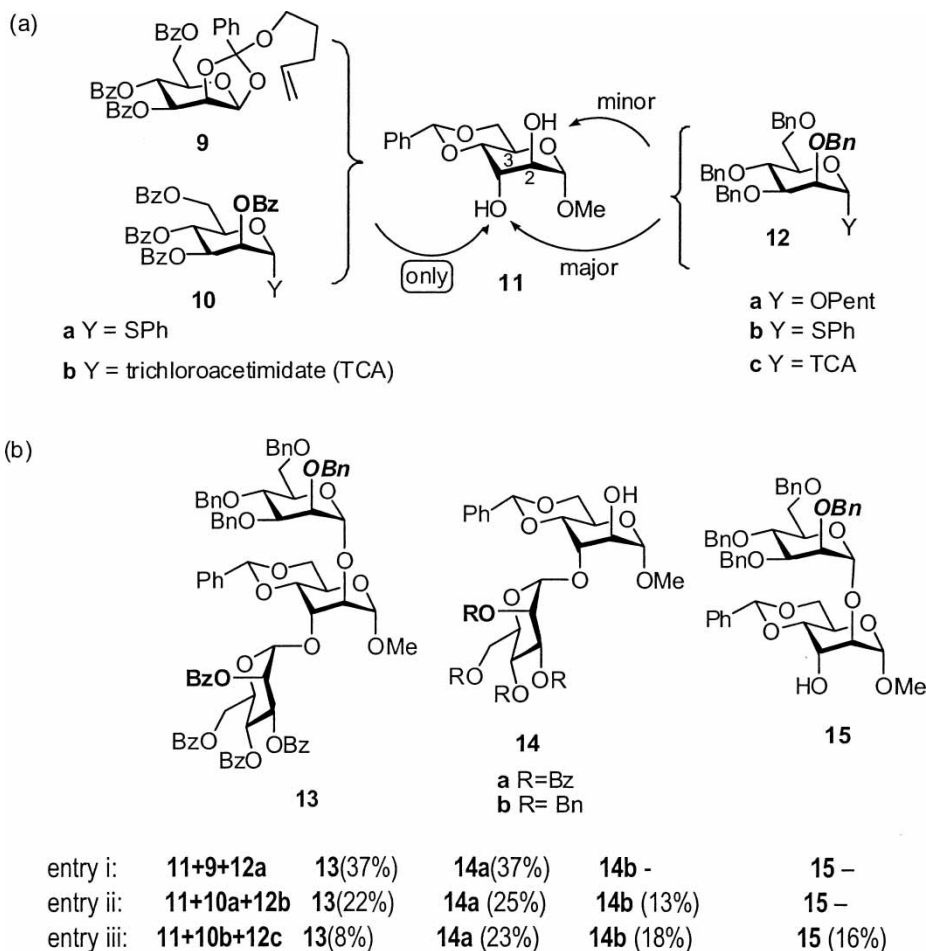 (a)
BzO
Ph
O
O
O
O
BzO
BzO
9
BzO
OBz
O
BzO
BzO
Y
10
a Y = SPh
b Y = trichloroacetimidate (TCA)
only
OH
Ph
O
O
O
3
2
HO
OMe
11
minor
major
BnO
OBn
O
BnO
BnO
Y
12
a Y = OPent
b Y = SPh
c Y = TCA
(b)
BnO
OBn
O
BnO
BnO
O
Ph
O
O
O
O
O
Me
O
BzO
BzO
BzO
OBz
13
OH
Ph
O
O
O
O
OMe
O
RO
O
R
O
R
O
R
14
a R=Bz
b R= Bn
BnO
OBn
O
BnO
BnO
O
Ph
O
O
O
HO
OMe
15
entry i: 11+9+12a 13(37%) 14a(37%) 14b - 15 –
entry ii: 11+10a+12b 13(22%) 14a (25%) 14b (13%) 15 –
entry iii: 11+10b+12c 13(8%) 14a (23%) 14b (18%) 15 (16%)